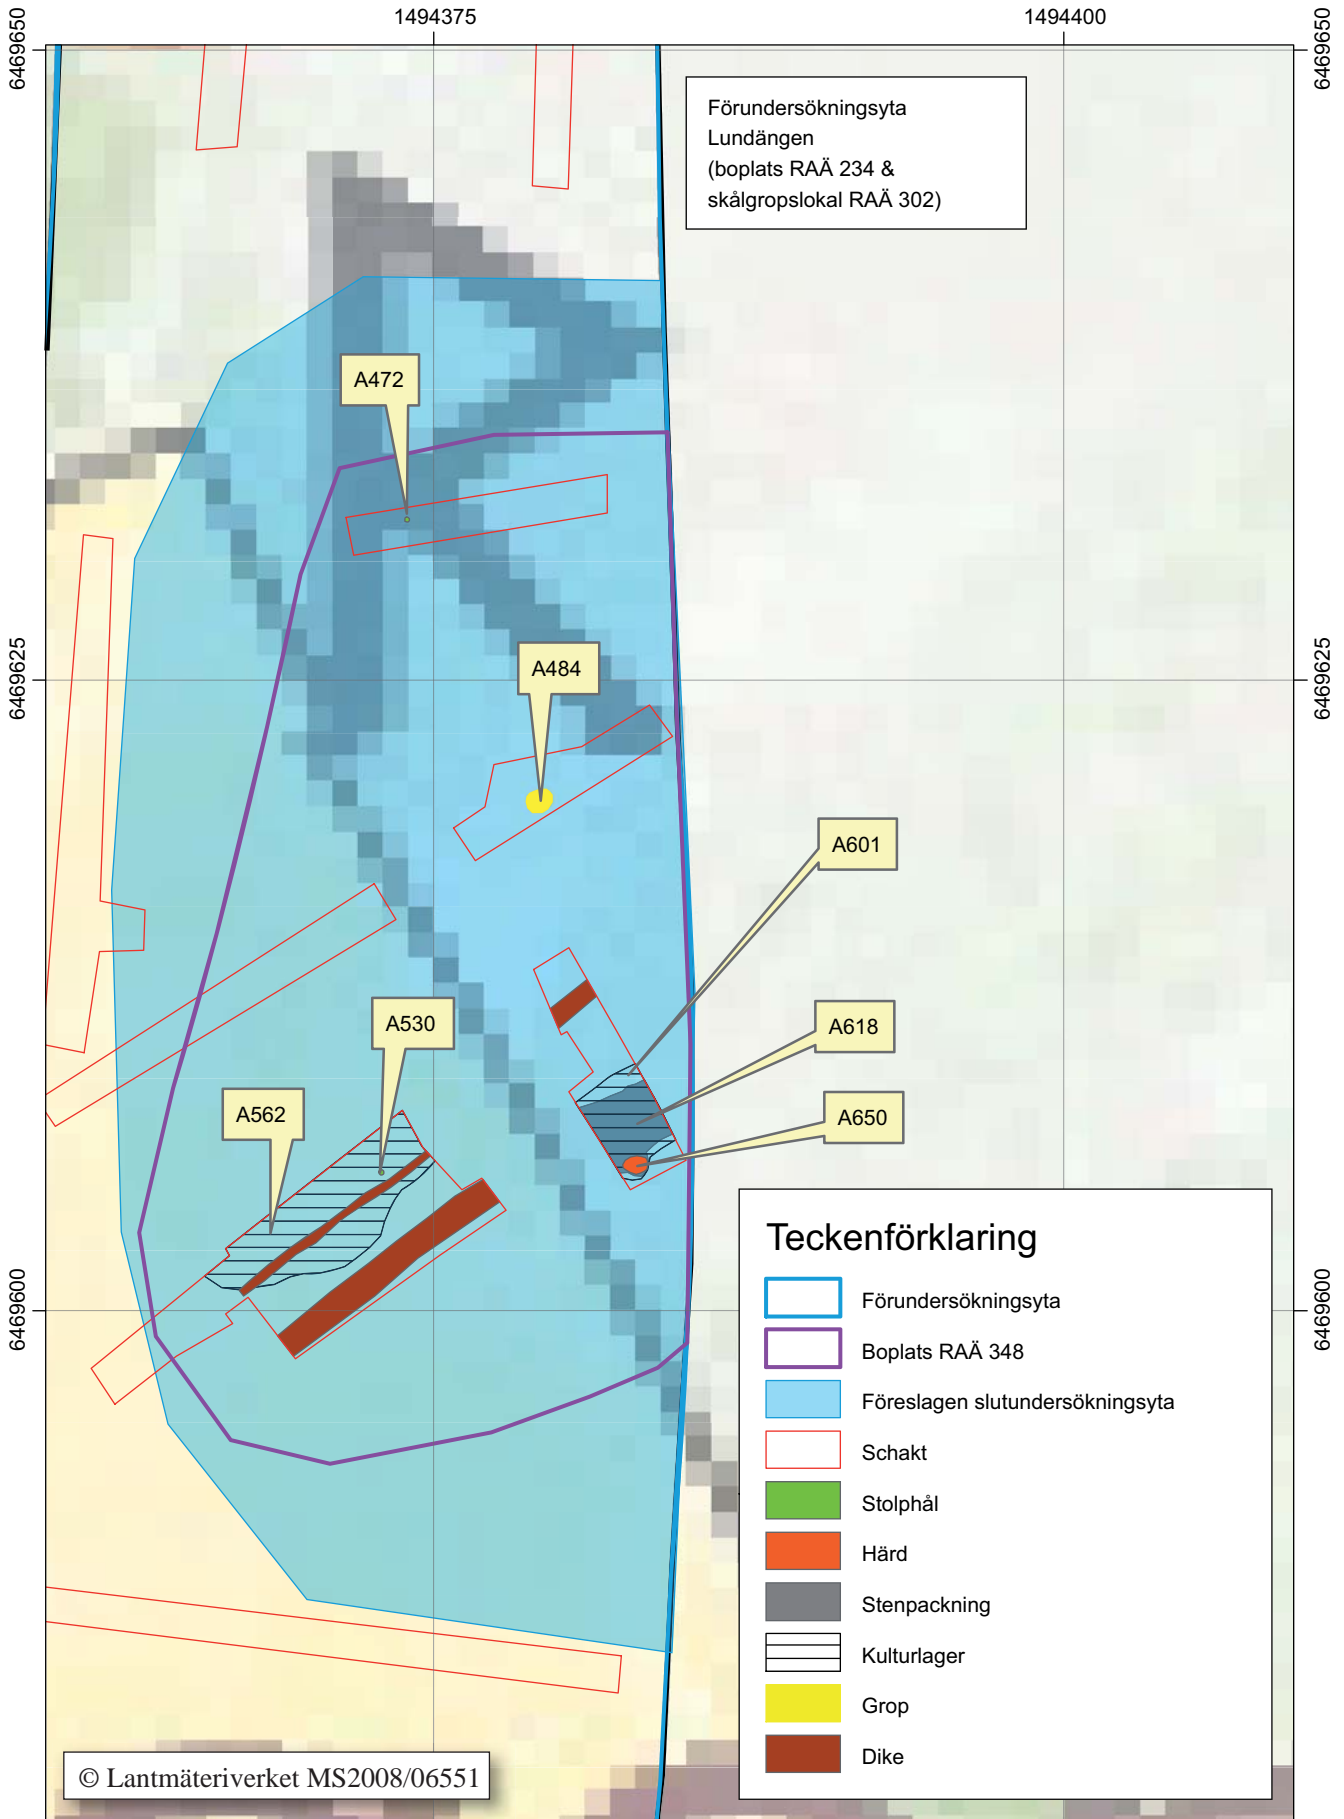 1494375
1494400
6469650
6469650
Förundersökningsyta
Lundängen
(boplats RAÄ 234 &
skålgropslokal RAÄ 302)
A472
6469625
6469625
A484
A601
A530
A618
A562
A650
6469600
6469600
Teckenförklaring
Förundersökningsyta
Boplats RAÄ 348
Föreslagen slutundersökningsyta
Schakt
Stolphål
Härd
Stenpackning
Kulturlager
Grop
Dike
© Lantmäteriverket MS2008/06551